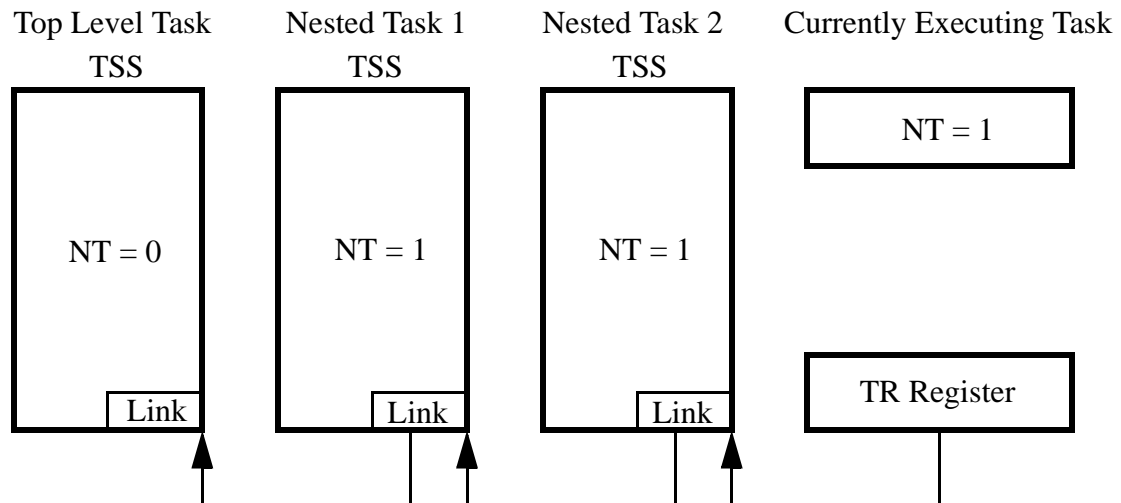 Top Level Task Nested Task 1 Nested Task 2 Currently Executing Task
TSS TSS TSS
NT = 1
NT = 0 NT = 1 NT = 1
TR Register
Link Link Link